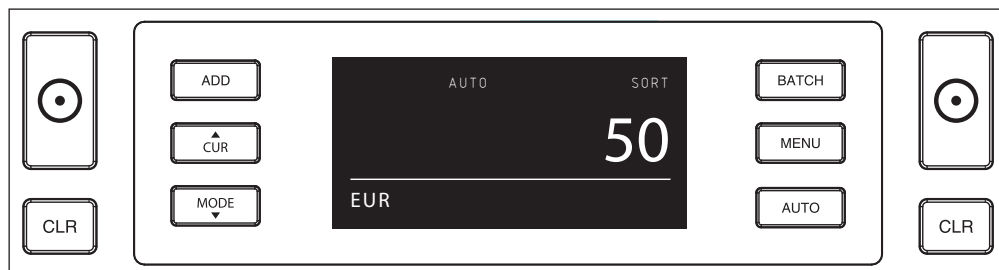 ADD
CUR
MODE
CLR
AUTO SORT
50
EUR
BATCH
MENU
AUTO
CLR